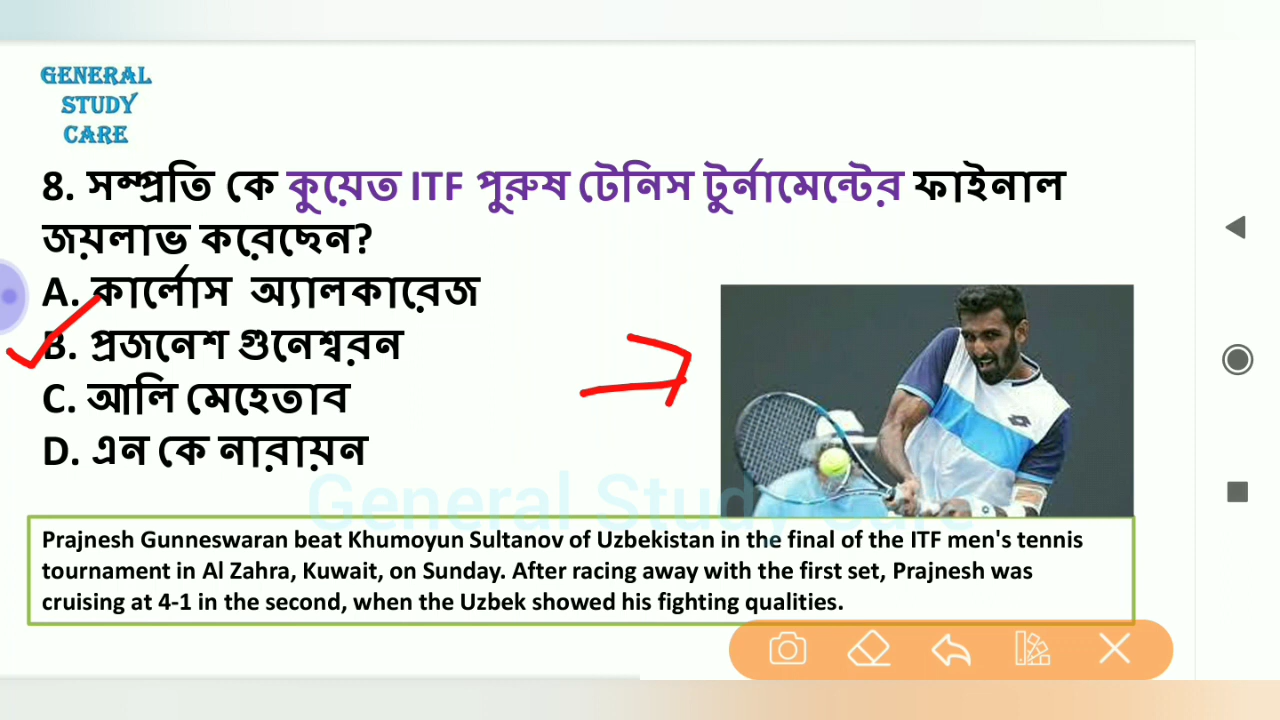 GENERAL
STUDY
CARE
8. সম্প্রতি কে কুয়েত ITF পুরুষ টেনিস টুর্নামেন্টের ফাইনাল
জয়লাভ করেছেন?
A. কার্লোস অ্যালকারেজ
B. প্রজনেশ গুনেশ্বরন
C. আলি মেহেতাব
D. এন কে নারায়ন
General Study Care
Prajnesh Gunneswaran beat Khumoyun Sultanov of Uzbekistan in the final of the ITF men's tennis
tournament in Al Zahra, Kuwait, on Sunday. After racing away with the first set, Prajnesh was
cruising at 4-1 in the second, when the Uzbek showed his fighting qualities.